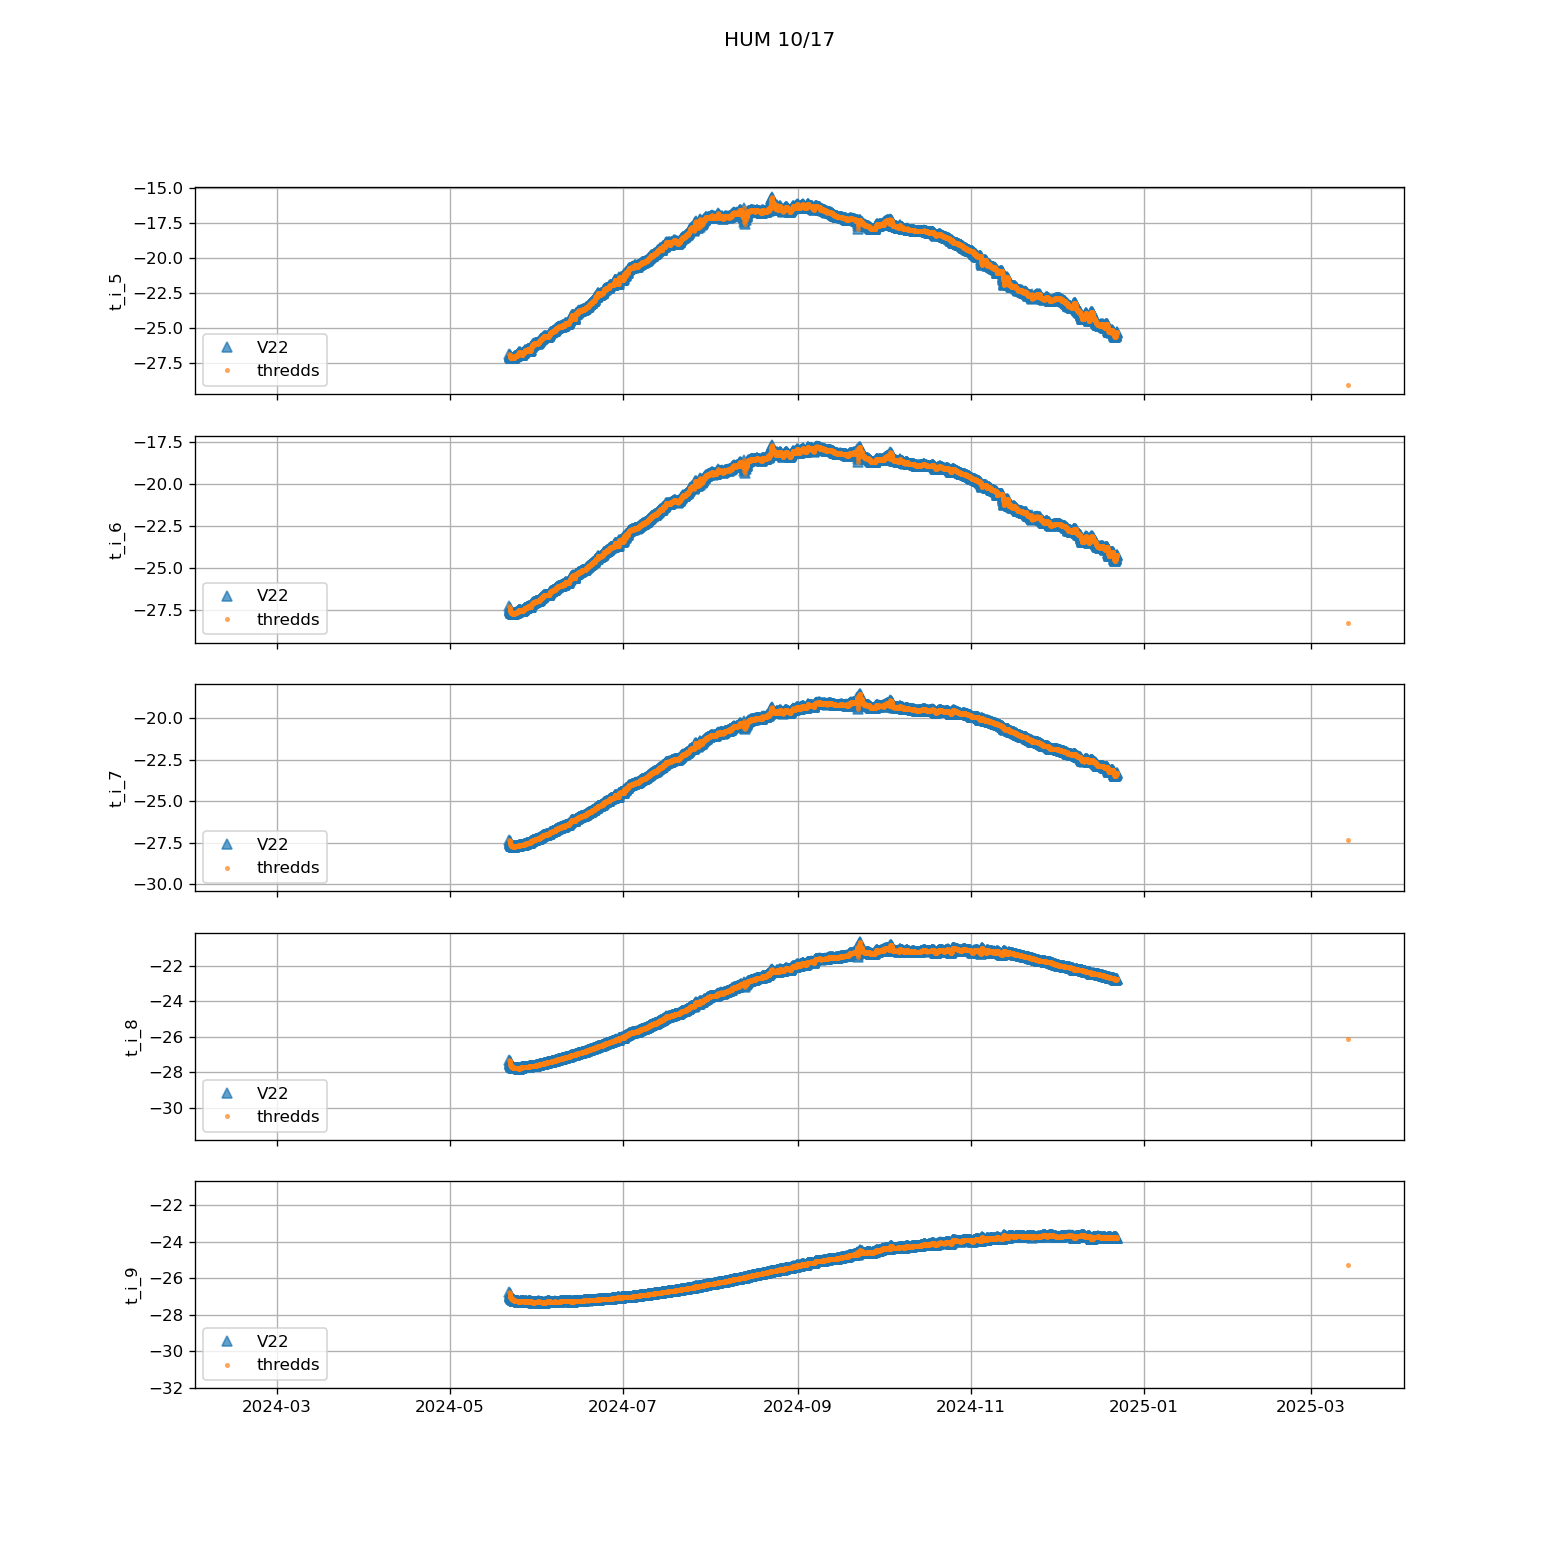 HUM 10/17
−15.0
−17.5
−20.0
−22.5
−25.0
−27.5
t_i_5
V22
thredds
−17.5
−20.0
−22.5
−25.0
−27.5
t_i_6
V22
thredds
−20.0
−22.5
−25.0
−27.5
−30.0
t_i_7
V22
thredds
−22
−24
−26
−28
−30
t_i_8
V22
thredds
−22
−24
−26
−28
−30
−32
t_i_9
V22
thredds
2024-03 2024-05 2024-07 2024-09 2024-11 2025-01 2025-03